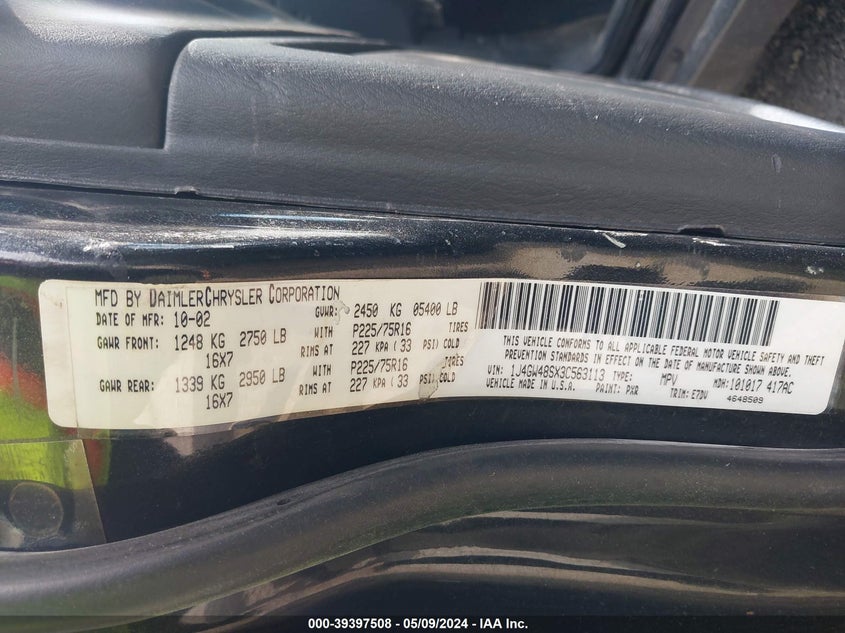 MFD BY DAIMLERCHRYSLER CORPORATION
DATE OF MFR: 10-02 GVWR: 2450 KG 05400 LB
GAWR FRONT: 1248 KG 2750 LB WITH P225/75R16 TIRES
16X7 RIMS AT 227 KPA ( 33 PSI) COLD
GAWR REAR: 1339 KG 2950 LB WITH P225/75R16 TIRES
16X7 RIMS AT 227 KPA ( 33 PSI) COLD
THIS VEHICLE CONFORMS TO ALL APPLICABLE FEDERAL MOTOR VEHICLE SAFETY AND THEFT
PREVENTION STANDARDS IN EFFECT ON THE DATE OF MANUFACTURE SHOWN ABOVE.
VIN: 1J4GW48SX3C563113 TYPE: MPV MDH: 101017 417AC
VEHICLE MADE IN U.S.A. PAINT: PXR TRIM: E7DV
4648509
000-39397508 - 05/09/2024 - IAA Inc.